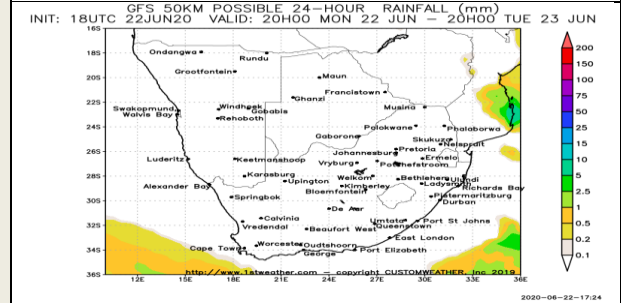 GFS 50KM POSSIBLE 24-HOUR RAINFALL (mm)
INIT: 18UTC 22JUN20 VALID: 20H00 MON 22 JUN - 20H00 TUE 23 JUN
16S
Ondangwa
Rundu
200
18S
150
Grootfontein
Maun
100
20S
Francistown
75
Ghanzi
22S
Windhoek
Gobabis
Musina
50
Swakopmund
Walvis Bay
Rehoboth
25
24S
Polokwane
Phalaborwa
15
Gaborone
Skukuza
Nelspruit
26S
Johannesburg
Pretoria
10
Luderitz
Keetmanshoop
Vryburg
Potchefstroom
Ermelo
5
28S
Karasburg
Upington
Welkom
Bethlehem
Ulundi
Alexander Bay
Kimberley
Ladysmith
Richards Bay
2.5
Bloemfontein
30S
Springbok
Pietermaritzburg
Durban
1
De Aar
Calvinia
Umtata
Port St Johns
0.5
32S
Vredendal
Beaufort West
Queenstown
East London
0.2
34S
Cape Town
Worcester
Oudtshoorn
George
Port Elizabeth
0.1
36S
http://www.1stweather.com - copyright CUSTOMWEATHER, Inc 2019
12E 15E 18E 21E 24E 27E 30E 33E 36E
2020-06-22-17:24